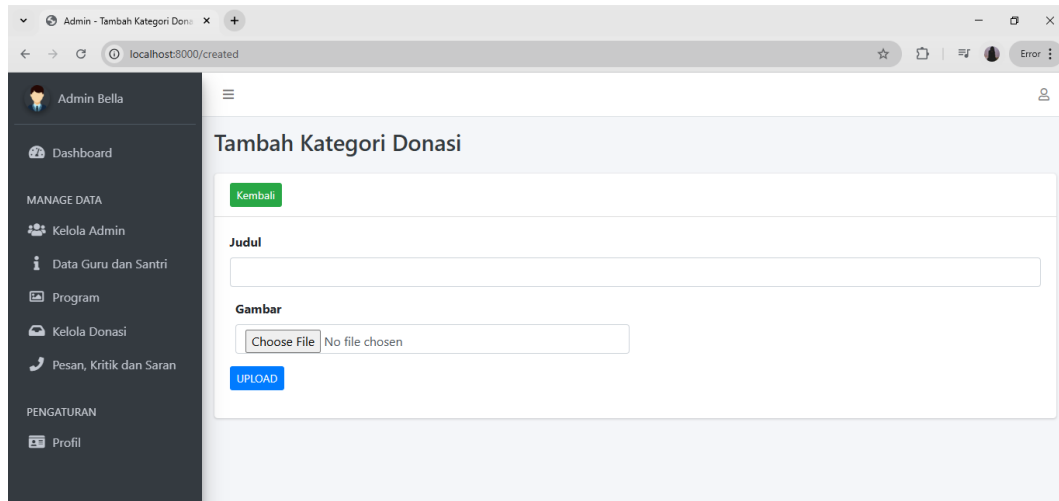 Admin - Tambah Kategori Dona
localhost:8000/created
Error
Admin Bella
Dashboard
MANAGE DATA
Kelola Admin
Data Guru dan Santri
Program
Kelola Donasi
Pesan, Kritik dan Saran
PENGATURAN
Profil
Tambah Kategori Donasi
Kembali
Judul
Gambar
Choose File No file chosen
UPLOAD